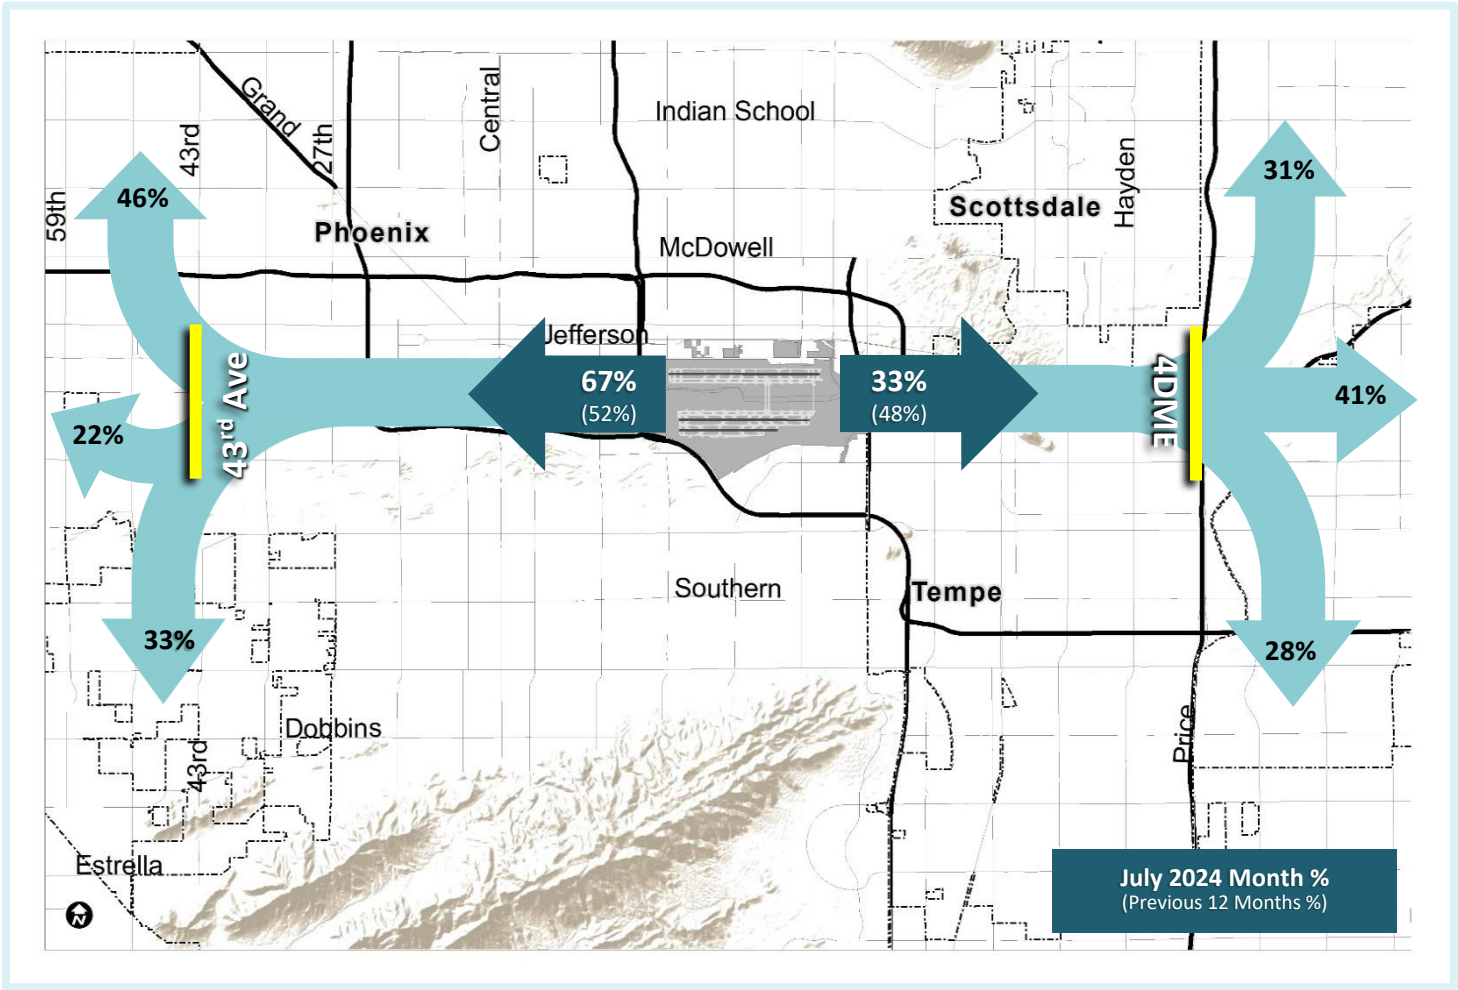 Grand
43rd
27th
Central
Indian School
Hayden
31%
46%
59th
Scottsdale
Phoenix
McDowell
Jefferson
43rd Ave
67%
(52%)
33%
(48%)
4DME
41%
22%
Southern
Tempe
33%
28%
Dobbins
43rd
Price
Estrella
N
July 2024 Month %
(Previous 12 Months %)